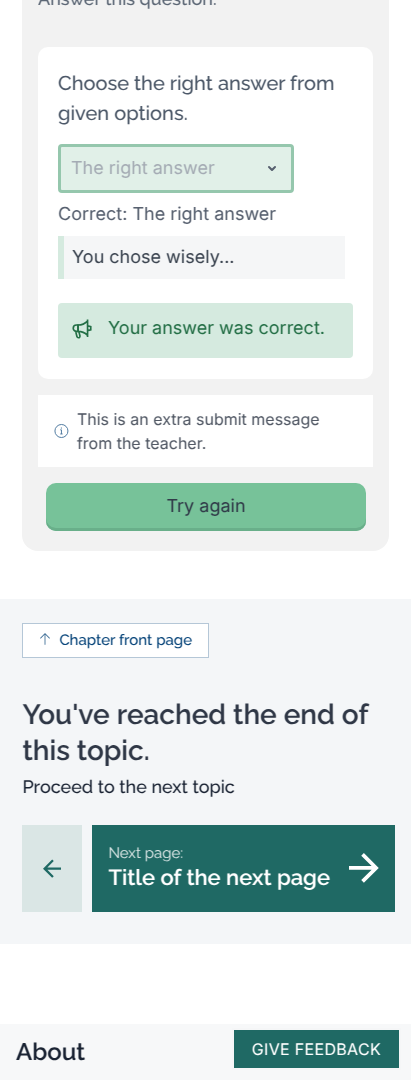 Answer this question.
Choose the right answer from
given options.
The right answer
Correct: The right answer
You chose wisely...
Your answer was correct.
This is an extra submit message
from the teacher.
Try again
Chapter front page
You've reached the end of
this topic.
Proceed to the next topic
Next page:
Title of the next page
About
GIVE FEEDBACK